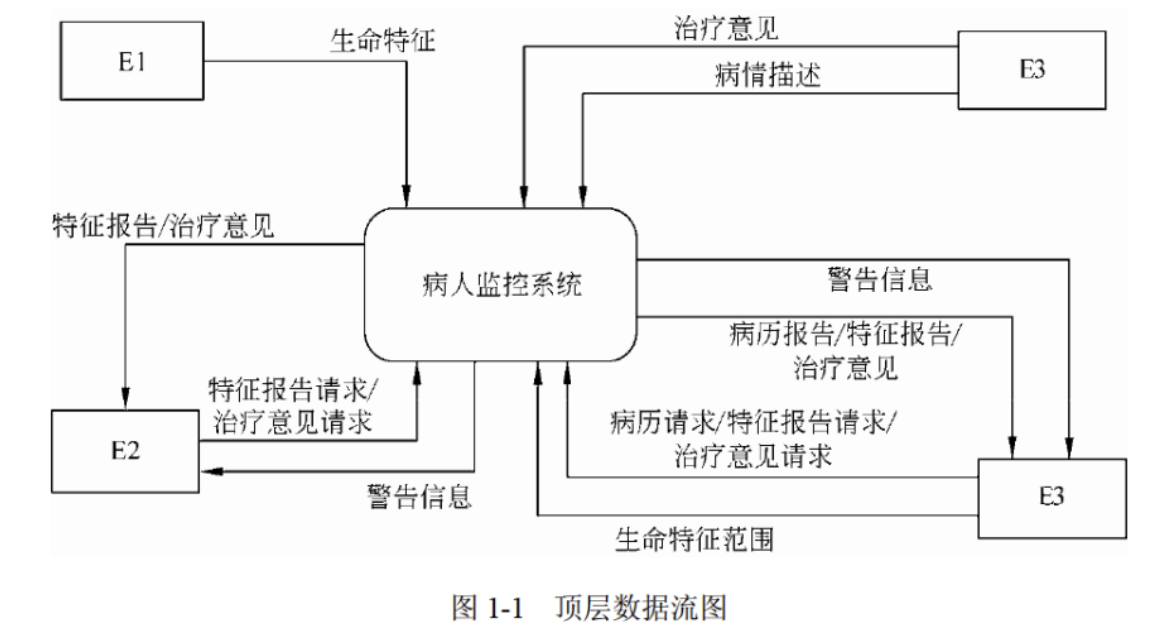 治疗意见
E1
生命特征
E3
病情描述
特征报告/治疗意见
病人监控系统
警告信息
病历报告/特征报告/
治疗意见
特征报告请求/
治疗意见请求
病历请求/特征报告请求/
治疗意见请求
E2
警告信息
E3
生命特征范围
图 1-1 顶层数据流图